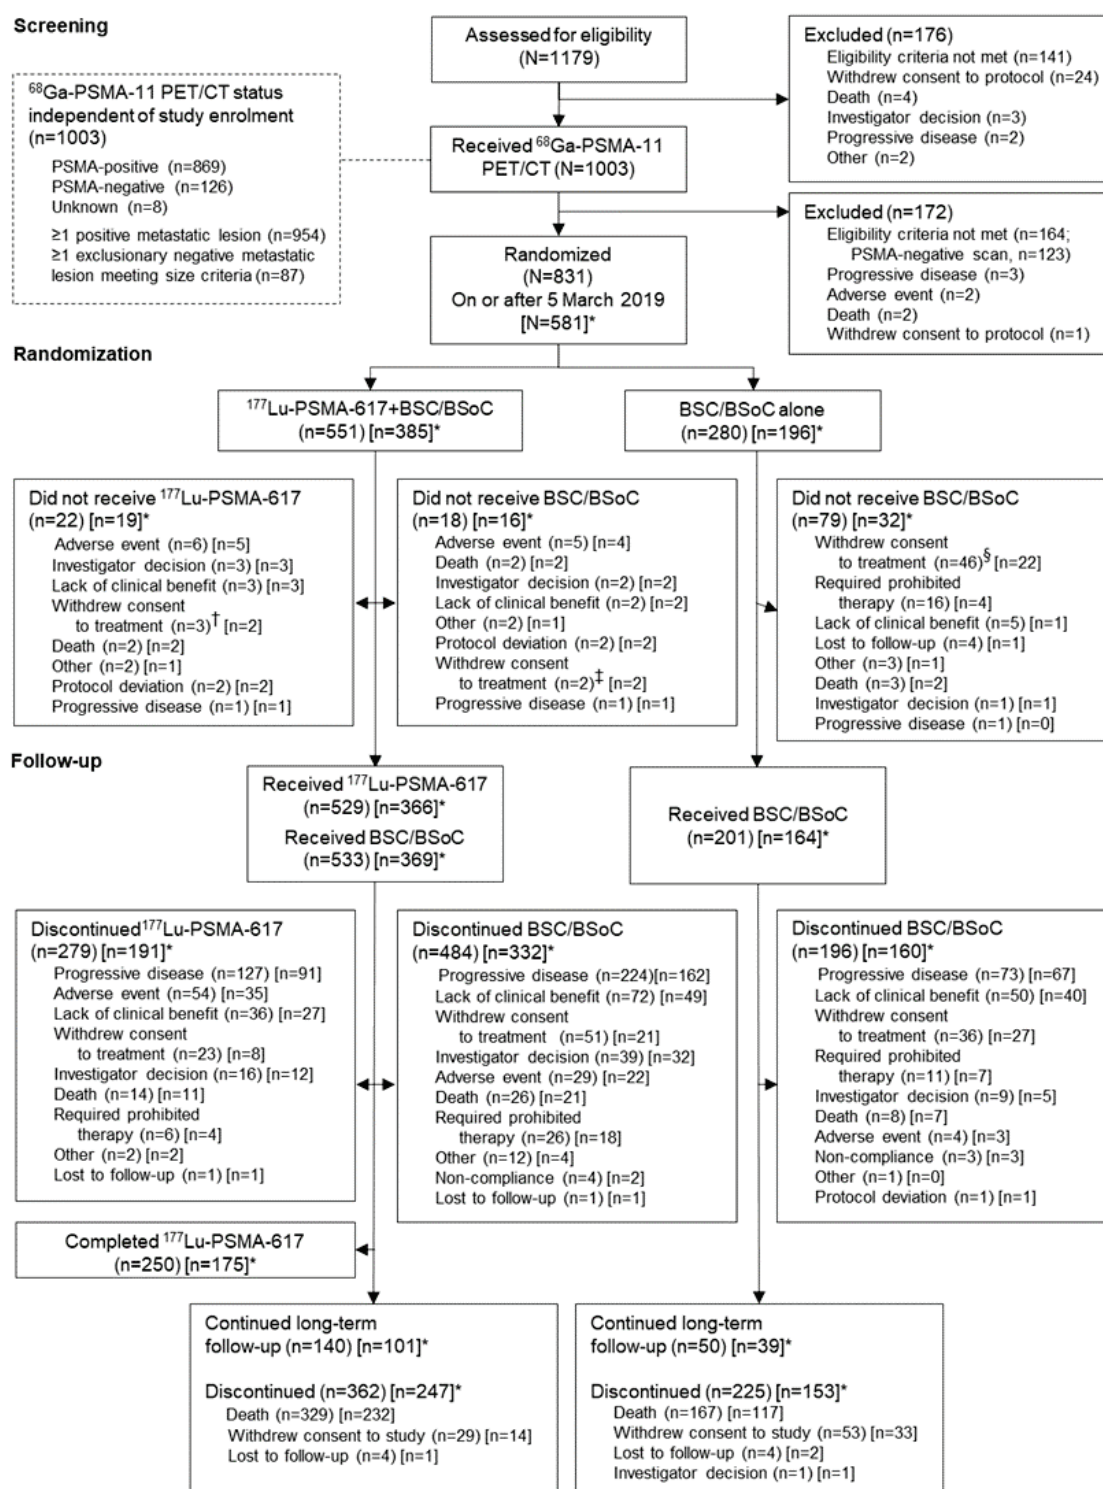 Screening
Assessed for eligibility
(N=1179)
Excluded (n=176)
Eligibility criteria not met (n=141)
Withdrew consent to protocol (n=24)
Death (n=4)
Investigator decision (n=3)
Progressive disease (n=2)
Other (n=2)
⁶⁸Ga-PSMA-11 PET/CT status
independent of study enrolment
(n=1003)
PSMA-positive (n=869)
PSMA-negative (n=126)
Unknown (n=8)
≥1 positive metastatic lesion (n=954)
≥1 exclusionary negative metastatic
lesion meeting size criteria (n=87)
Received ⁶⁸Ga-PSMA-11
PET/CT (N=1003)
Excluded (n=172)
Eligibility criteria not met (n=164;
PSMA-negative scan, n=123)
Progressive disease (n=3)
Adverse event (n=2)
Death (n=2)
Withdrew consent to protocol (n=1)
Randomized
(N=831)
On or after 5 March 2019
[N=581]*
Randomization
¹⁷⁷Lu-PSMA-617+BSC/BSoC
(n=551) [n=385]*
BSC/BSoC alone
(n=280) [n=196]*
Did not receive ¹⁷⁷Lu-PSMA-617
(n=22) [n=19]*
Adverse event (n=6) [n=5]
Investigator decision (n=3) [n=3]
Lack of clinical benefit (n=3) [n=3]
Withdrew consent
to treatment (n=3)† [n=2]
Death (n=2) [n=2]
Other (n=2) [n=1]
Protocol deviation (n=2) [n=2]
Progressive disease (n=1) [n=1]
Did not receive BSC/BSoC
(n=18) [n=16]*
Adverse event (n=5) [n=4]
Death (n=2) [n=2]
Investigator decision (n=2) [n=2]
Lack of clinical benefit (n=2) [n=2]
Other (n=2) [n=1]
Protocol deviation (n=2) [n=2]
Withdrew consent
to treatment (n=2)‡ [n=2]
Progressive disease (n=1) [n=1]
Did not receive BSC/BSoC
(n=79) [n=32]*
Withdrew consent
to treatment (n=46)§ [n=22]
Required prohibited
therapy (n=16) [n=4]
Lack of clinical benefit (n=5) [n=1]
Lost to follow-up (n=4) [n=1]
Other (n=3) [n=1]
Death (n=3) [n=2]
Investigator decision (n=1) [n=1]
Progressive disease (n=1) [n=0]
Follow-up
Received ¹⁷⁷Lu-PSMA-617
(n=529) [n=366]*
Received BSC/BSoC
(n=533) [n=369]*
Received BSC/BSoC
(n=201) [n=164]*
Discontinued ¹⁷⁷Lu-PSMA-617
(n=279) [n=191]*
Progressive disease (n=127) [n=91]
Adverse event (n=54) [n=35]
Lack of clinical benefit (n=36) [n=27]
Withdrew consent
to treatment (n=23) [n=8]
Investigator decision (n=16) [n=12]
Death (n=14) [n=11]
Required prohibited
therapy (n=6) [n=4]
Other (n=2) [n=2]
Lost to follow-up (n=1) [n=1]
Discontinued BSC/BSoC
(n=484) [n=332]*
Progressive disease (n=224)[n=162]
Lack of clinical benefit (n=72) [n=49]
Withdrew consent
to treatment (n=51) [n=21]
Investigator decision (n=39) [n=32]
Adverse event (n=29) [n=22]
Death (n=26) [n=21]
Required prohibited
therapy (n=26) [n=18]
Other (n=12) [n=4]
Non-compliance (n=4) [n=2]
Lost to follow-up (n=1) [n=1]
Discontinued BSC/BSoC
(n=196) [n=160]*
Progressive disease (n=73) [n=67]
Lack of clinical benefit (n=50) [n=40]
Withdrew consent
to treatment (n=36) [n=27]
Required prohibited
therapy (n=11) [n=7]
Investigator decision (n=9) [n=5]
Death (n=8) [n=7]
Adverse event (n=4) [n=3]
Non-compliance (n=3) [n=3]
Other (n=1) [n=0]
Protocol deviation (n=1) [n=1]
Completed ¹⁷⁷Lu-PSMA-617
(n=250) [n=175]*
Continued long-term
follow-up (n=140) [n=101]*
Discontinued (n=362) [n=247]*
Death (n=329) [n=232]
Withdrew consent to study (n=29) [n=14]
Lost to follow-up (n=4) [n=1]
Continued long-term
follow-up (n=50) [n=39]*
Discontinued (n=225) [n=153]*
Death (n=167) [n=117]
Withdrew consent to study (n=53) [n=33]
Lost to follow-up (n=4) [n=2]
Investigator decision (n=1) [n=1]